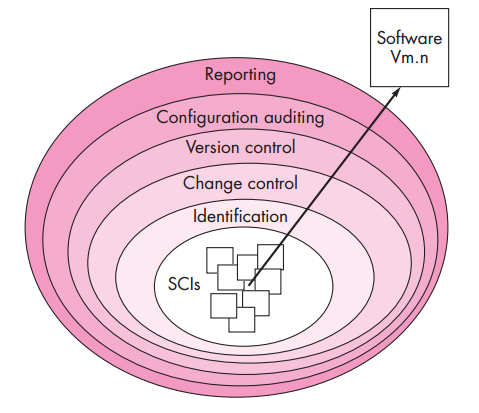 Software
Vm.n
Reporting
Configuration auditing
Version control
Change control
Identification
SCIs